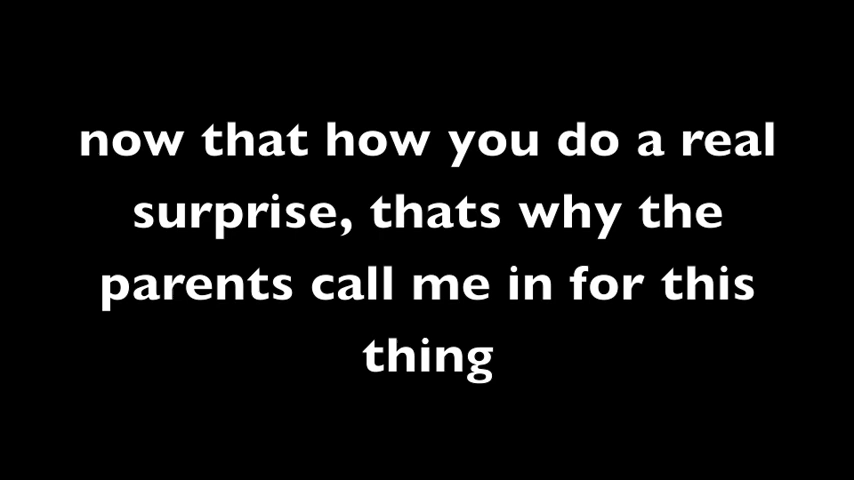 now that how you do a real
surprise, thats why the
parents call me in for this
thing